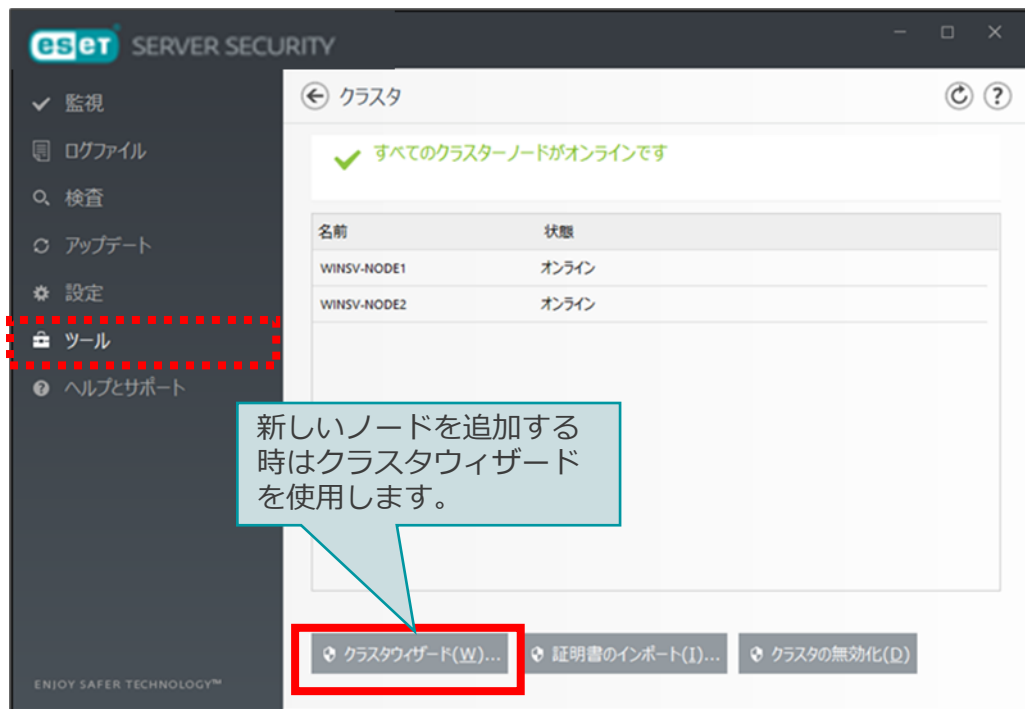 eset SERVER SECURITY
監視
ログファイル
検査
アップデート
設定
ツール
ヘルプとサポート
ENJOY SAFER TECHNOLOGY™
クラスタ
?
すべてのクラスターノードがオンラインです
名前 状態
WINSV-NODE1 オンライン
WINSV-NODE2 オンライン
新しいノードを追加する
時はクラスタウィザード
を使用します。
クラスタウィザード(W)... 証明書のインポート(I)... クラスタの無効化(D)